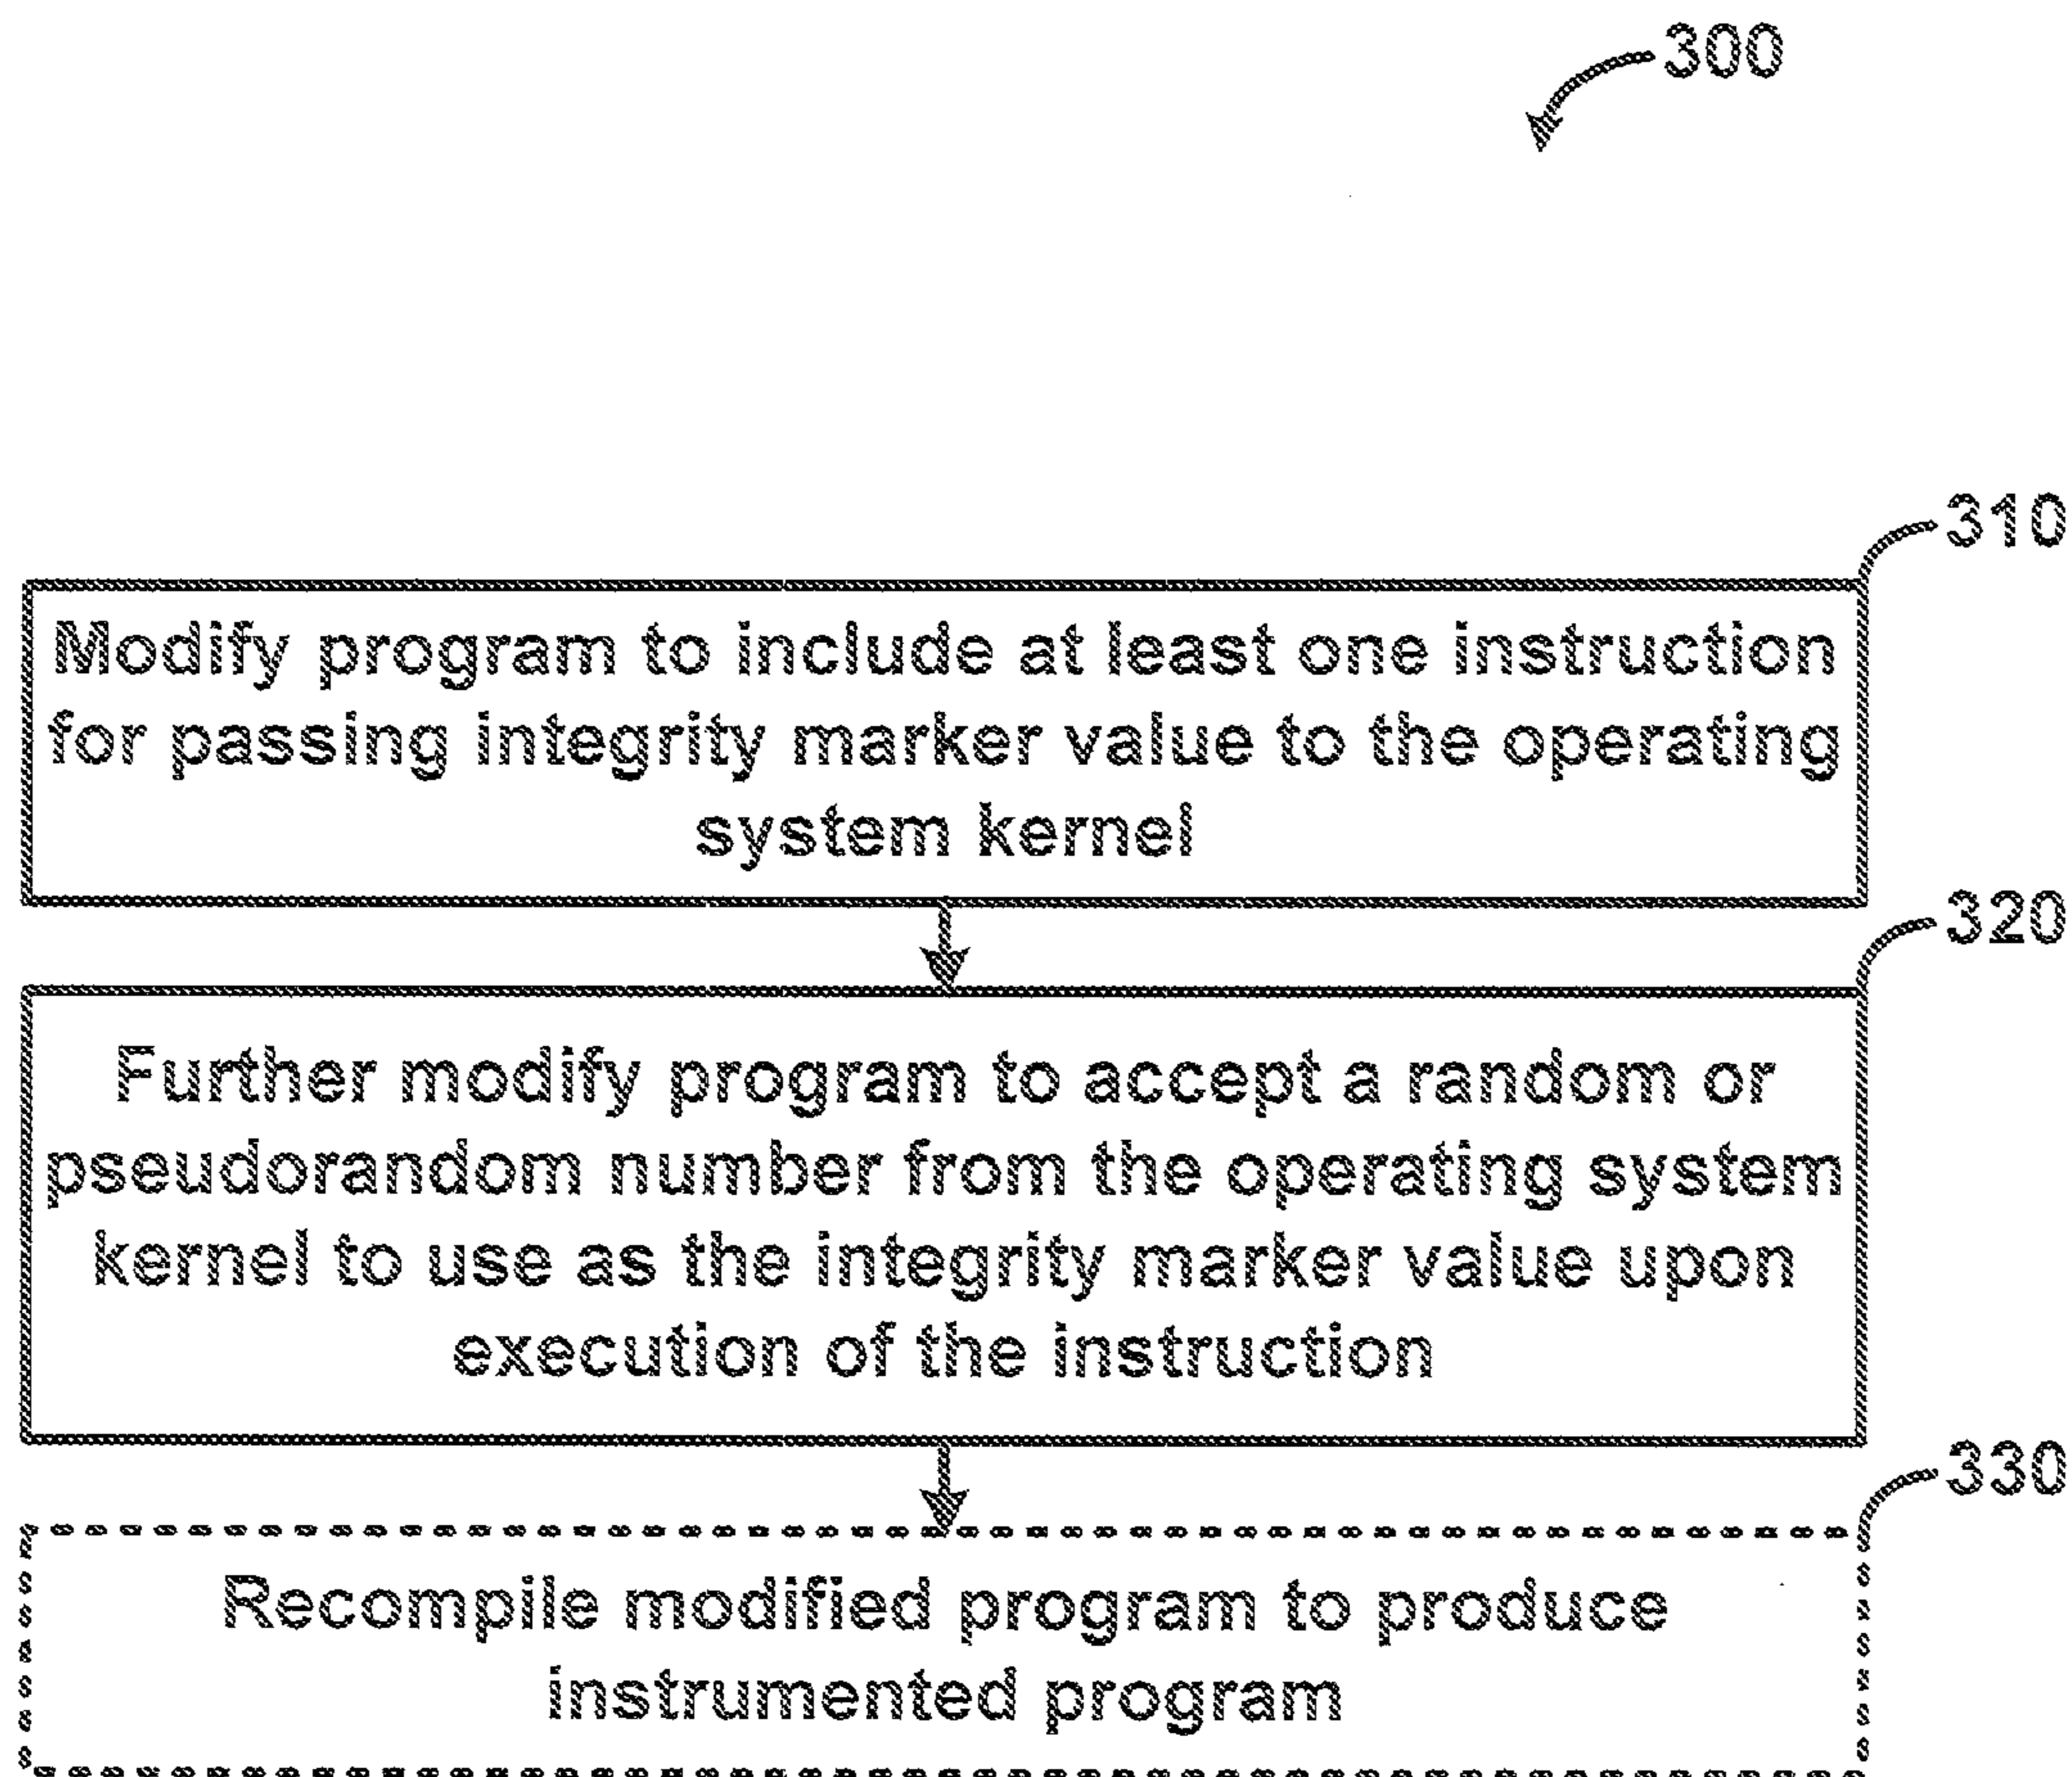 300
310
Modify program to include at least one instruction
for passing integrity marker value to the operating
system kernel
320
Further modify program to accept a random or
pseudorandom number from the operating system
kernel to use as the integrity marker value upon
execution of the instruction
330
Recompile modified program to produce
instrumented program